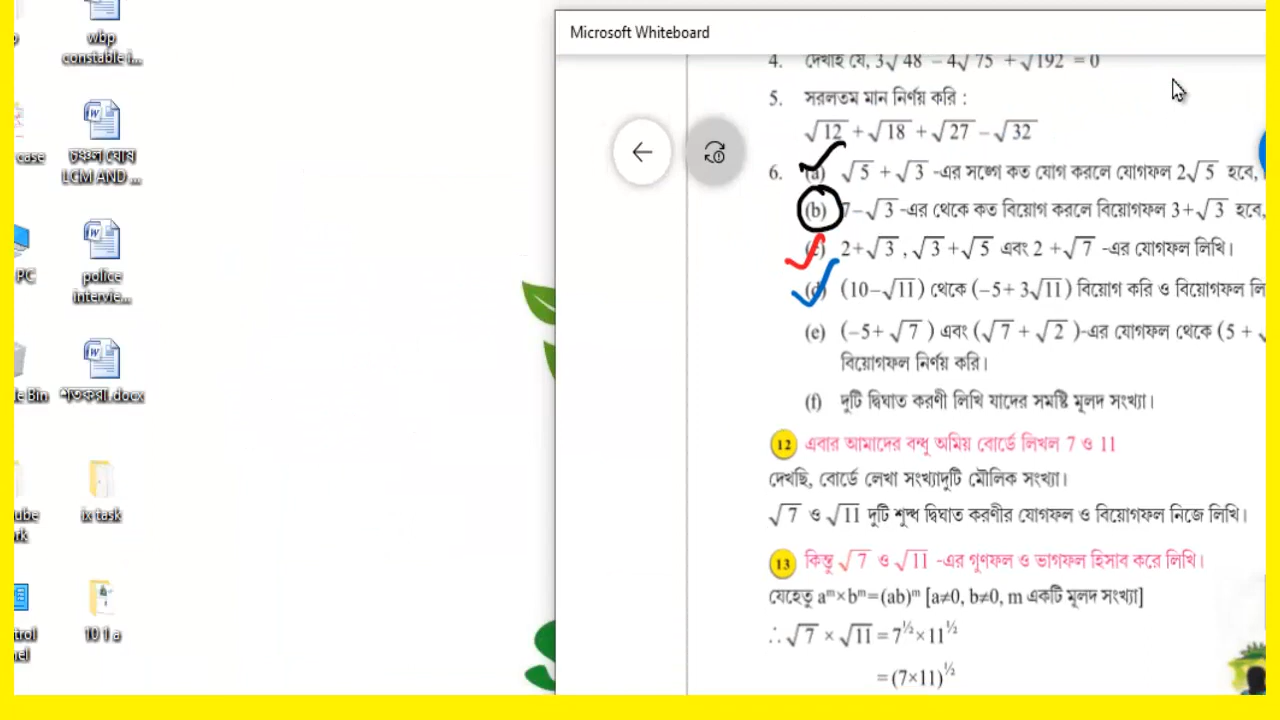 wbp
constable i...
case
চঞ্চল ঘোষ
LCM AND ...
PC
police
intervie...
le Bin
শতকরা.docx
ube
rk
ix task
trol
nel
10 1 a
Microsoft Whiteboard
4. দেখাই যে, 3√48 − 4√75 + √192 = 0
5. সরলতম মান নির্ণয় করি :
√12 + √18 + √27 − √32
6. (a) √5 + √3 -এর সঙ্গে কত যোগ করলে যোগফল 2√5 হবে,
(b) 7−√3 -এর থেকে কত বিয়োগ করলে বিয়োগফল 3+√3 হবে,
(c) 2+√3 , √3 +√5 এবং 2 +√7 -এর যোগফল লিখি।
(d) (10−√11) থেকে (−5+ 3√11) বিয়োগ করি ও বিয়োগফল লি
(e) (−5+ √7 ) এবং (√7 + √2 )-এর যোগফল থেকে (5 +
বিয়োগফল নির্ণয় করি।
(f) দুটি দ্বিঘাত করণী লিখি যাদের সমষ্টি মূলদ সংখ্যা।
12 এবার আমাদের বন্ধু অমিয় বোর্ডে লিখল 7 ও 11
দেখছি, বোর্ডে লেখা সংখ্যাদুটি মৌলিক সংখ্যা।
√7 ও √11 দুটি শুদ্ধ দ্বিঘাত করণীর যোগফল ও বিয়োগফল নিজে লিখি।
13 কিন্তু √7 ও √11 -এর গুণফল ও ভাগফল হিসাব করে লিখি।
যেহেতু aᵐ×bᵐ=(ab)ᵐ [a≠0, b≠0, m একটি মূলদ সংখ্যা]
∴ √7 × √11 = 7^½ × 11^½
= (7×11)^½